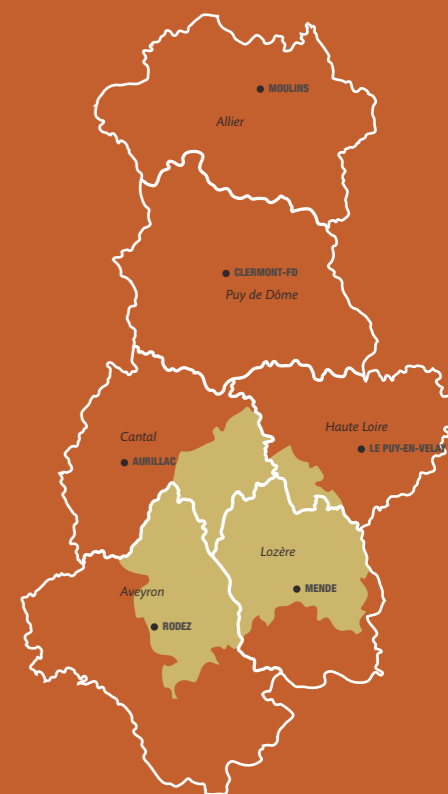 MOULINS
Allier
CLERMONT-FD
Puy de Dôme
Haute Loire
Cantal
LE PUY-EN-VELAY
AURILLAC
Lozère
MENDE
Aveyron
RODEZ